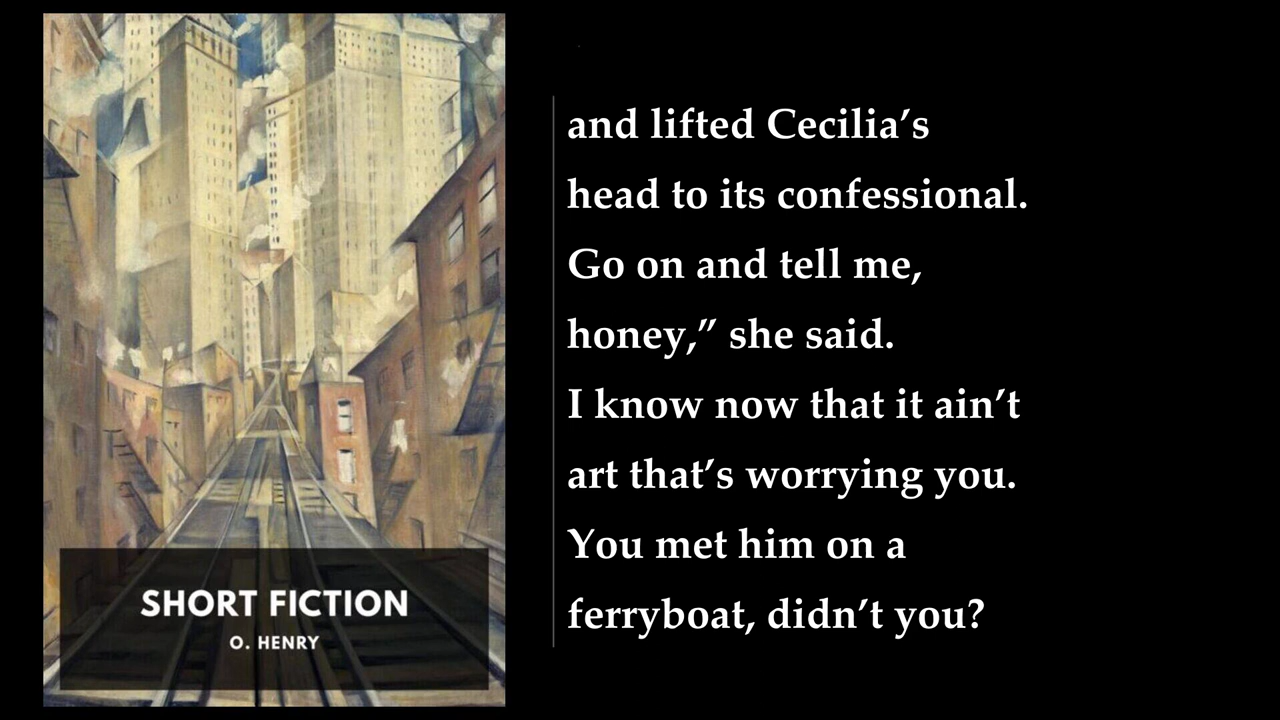 SHORT FICTION
O. HENRY
and lifted Cecilia’s
head to its confessional.
Go on and tell me,
honey,” she said.
I know now that it ain’t
art that’s worrying you.
You met him on a
ferryboat, didn’t you?